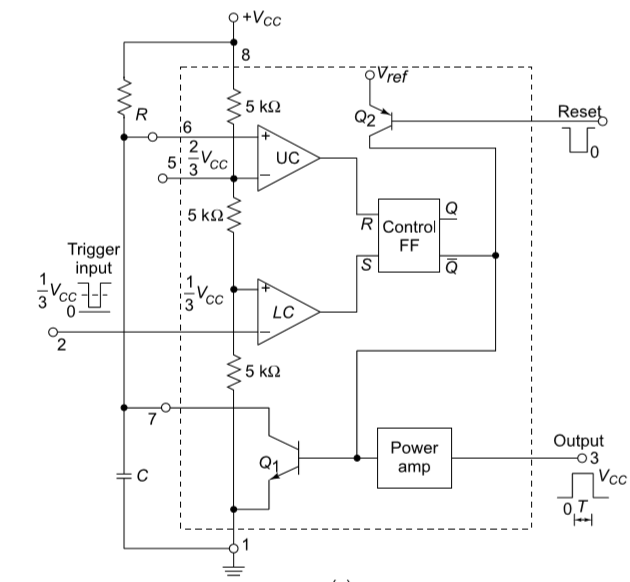 +VCC
8
Vref
5 kΩ
R
Q2
Reset
0
6
+
UC
5
2/3 VCC
−
5 kΩ
R
Control
FF
Q
S
Q̅
Trigger
input
1/3 VCC
0
1/3 VCC
+
LC
−
2
5 kΩ
7
Q1
Power
amp
Output
3
VCC
0
T
C
1